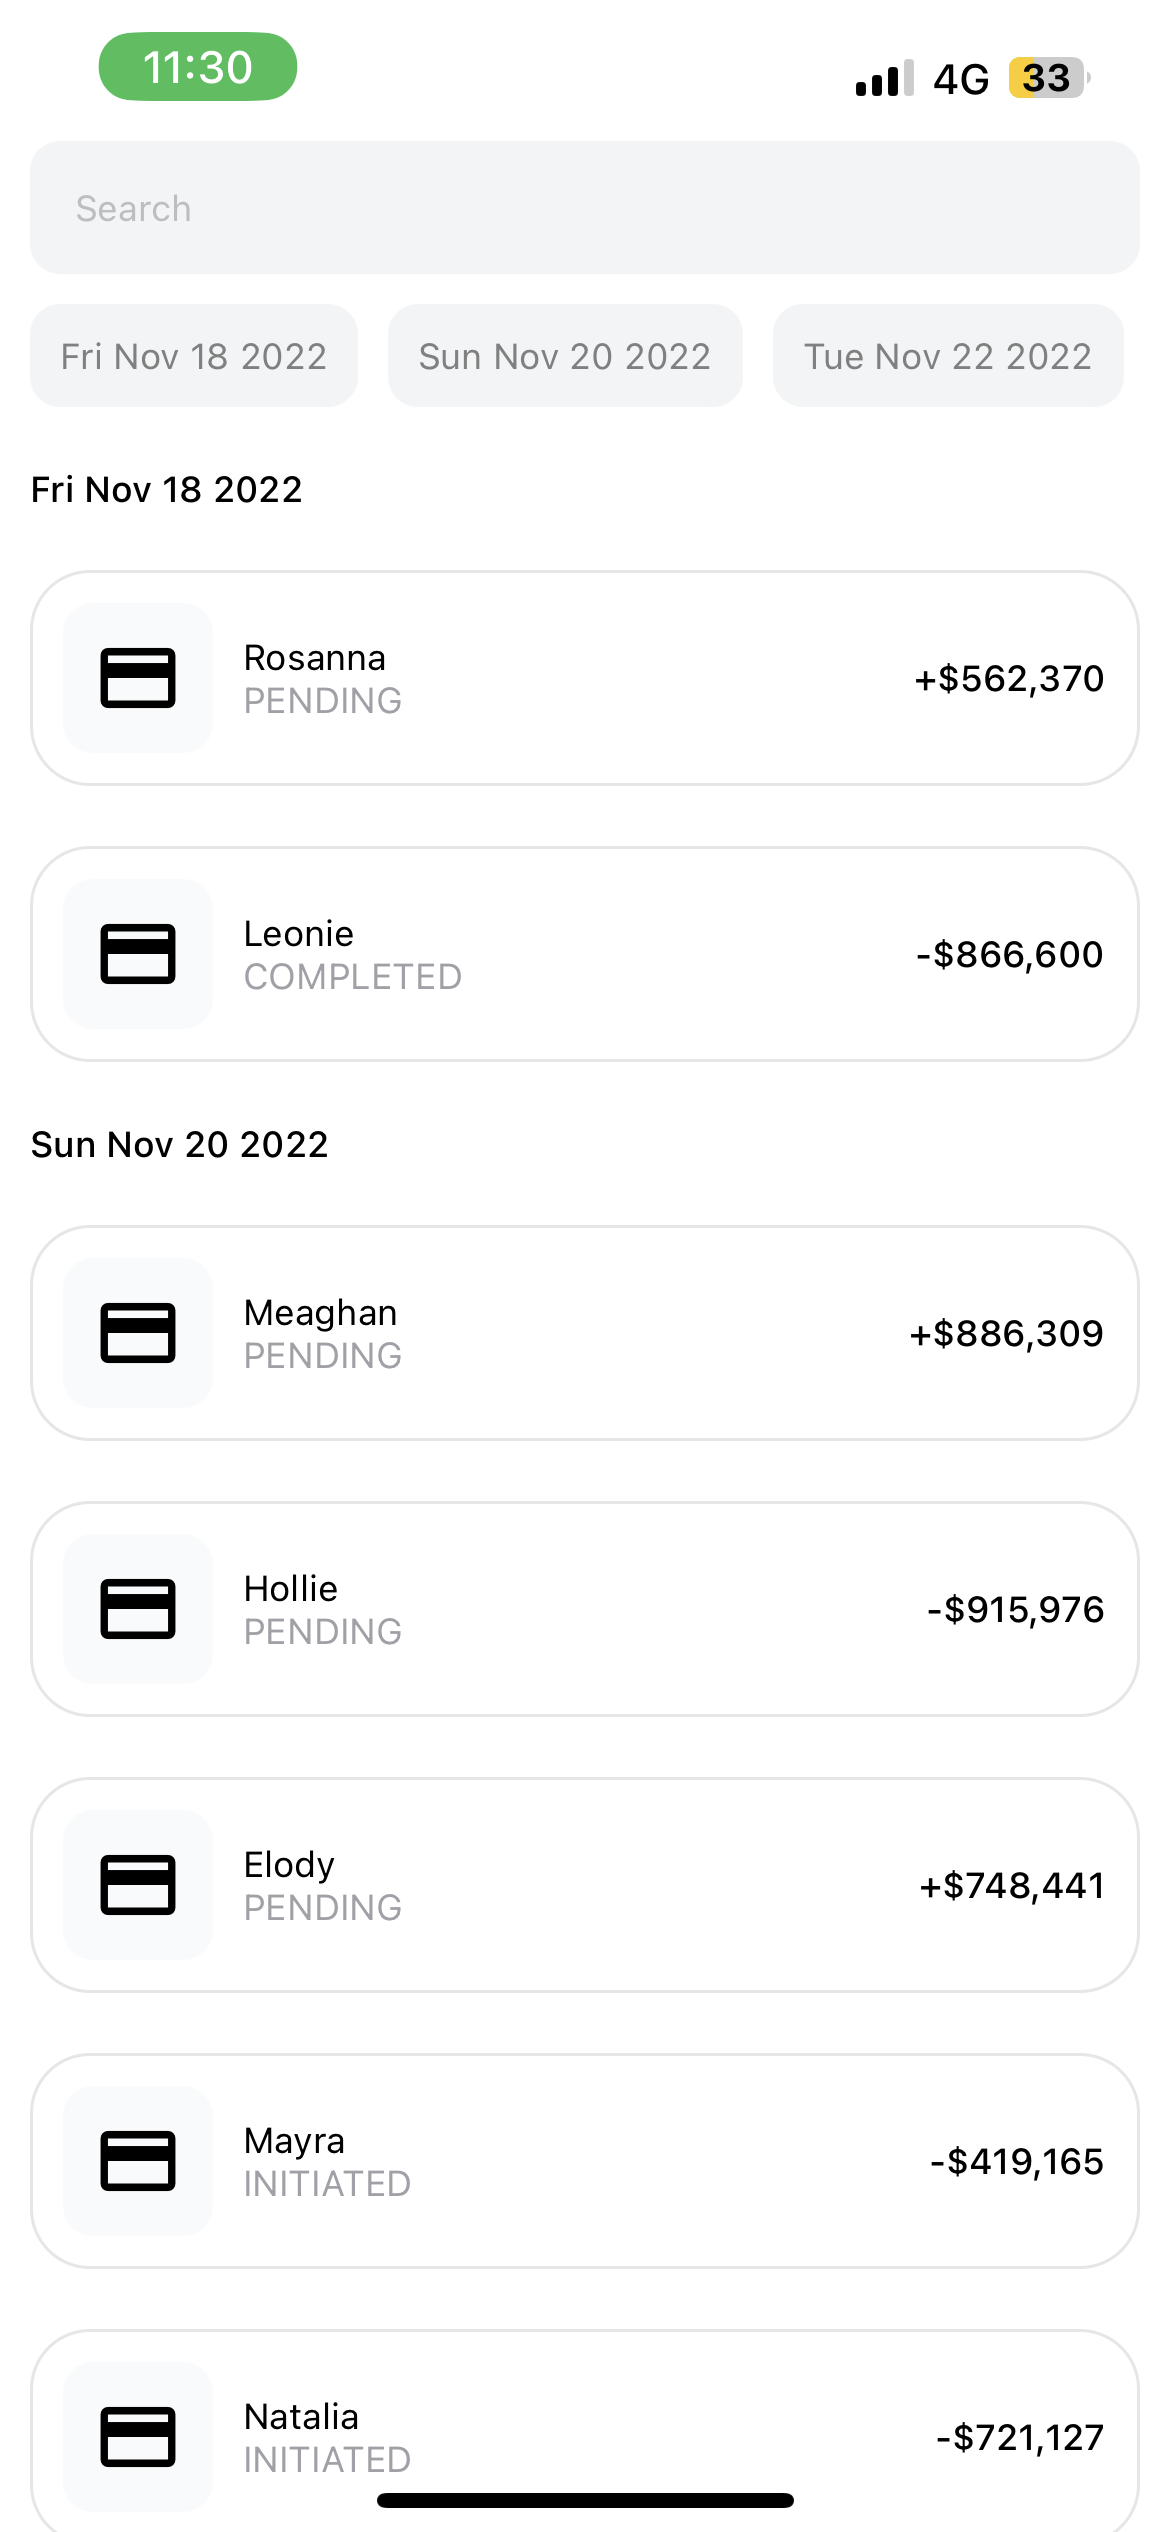 11:30
4G 33
Search
Fri Nov 18 2022 Sun Nov 20 2022 Tue Nov 22 2022
Fri Nov 18 2022
Rosanna
PENDING
+$562,370
Leonie
COMPLETED
-$866,600
Sun Nov 20 2022
Meaghan
PENDING
+$886,309
Hollie
PENDING
-$915,976
Elody
PENDING
+$748,441
Mayra
INITIATED
-$419,165
Natalia
INITIATED
-$721,127